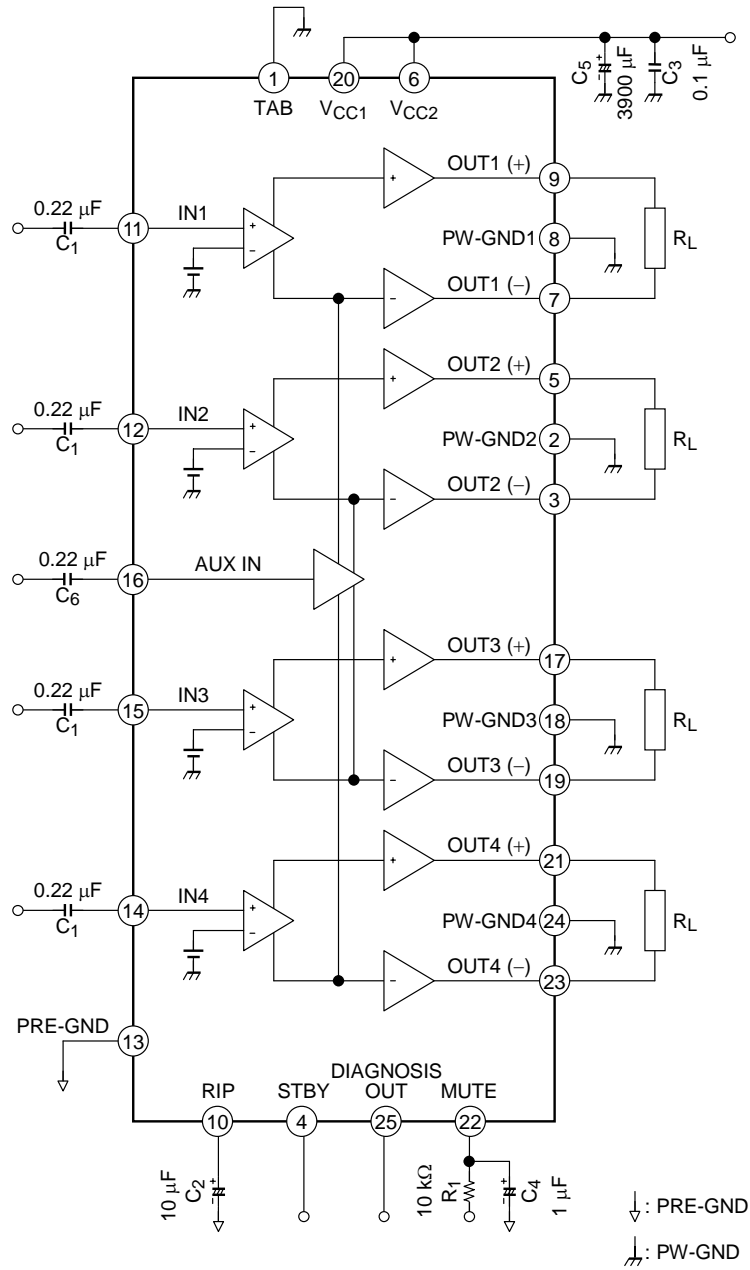 1
20
6
TAB
VCC1
VCC2
C5
3900 µF
C3
0.1 µF
OUT1 (+)
9
0.22 µF
C1
11
IN1
PW-GND1
8
RL
OUT1 (−)
7
OUT2 (+)
5
0.22 µF
C1
12
IN2
PW-GND2
2
RL
OUT2 (−)
3
0.22 µF
C6
16
AUX IN
OUT3 (+)
17
0.22 µF
C1
15
IN3
PW-GND3
18
RL
OUT3 (−)
19
OUT4 (+)
21
0.22 µF
C1
14
IN4
PW-GND4
24
RL
OUT4 (−)
23
PRE-GND
13
RIP
STBY
DIAGNOSIS
OUT
MUTE
10
4
25
22
10 µF
C2
10 kΩ
R1
C4
1 µF
: PRE-GND
: PW-GND